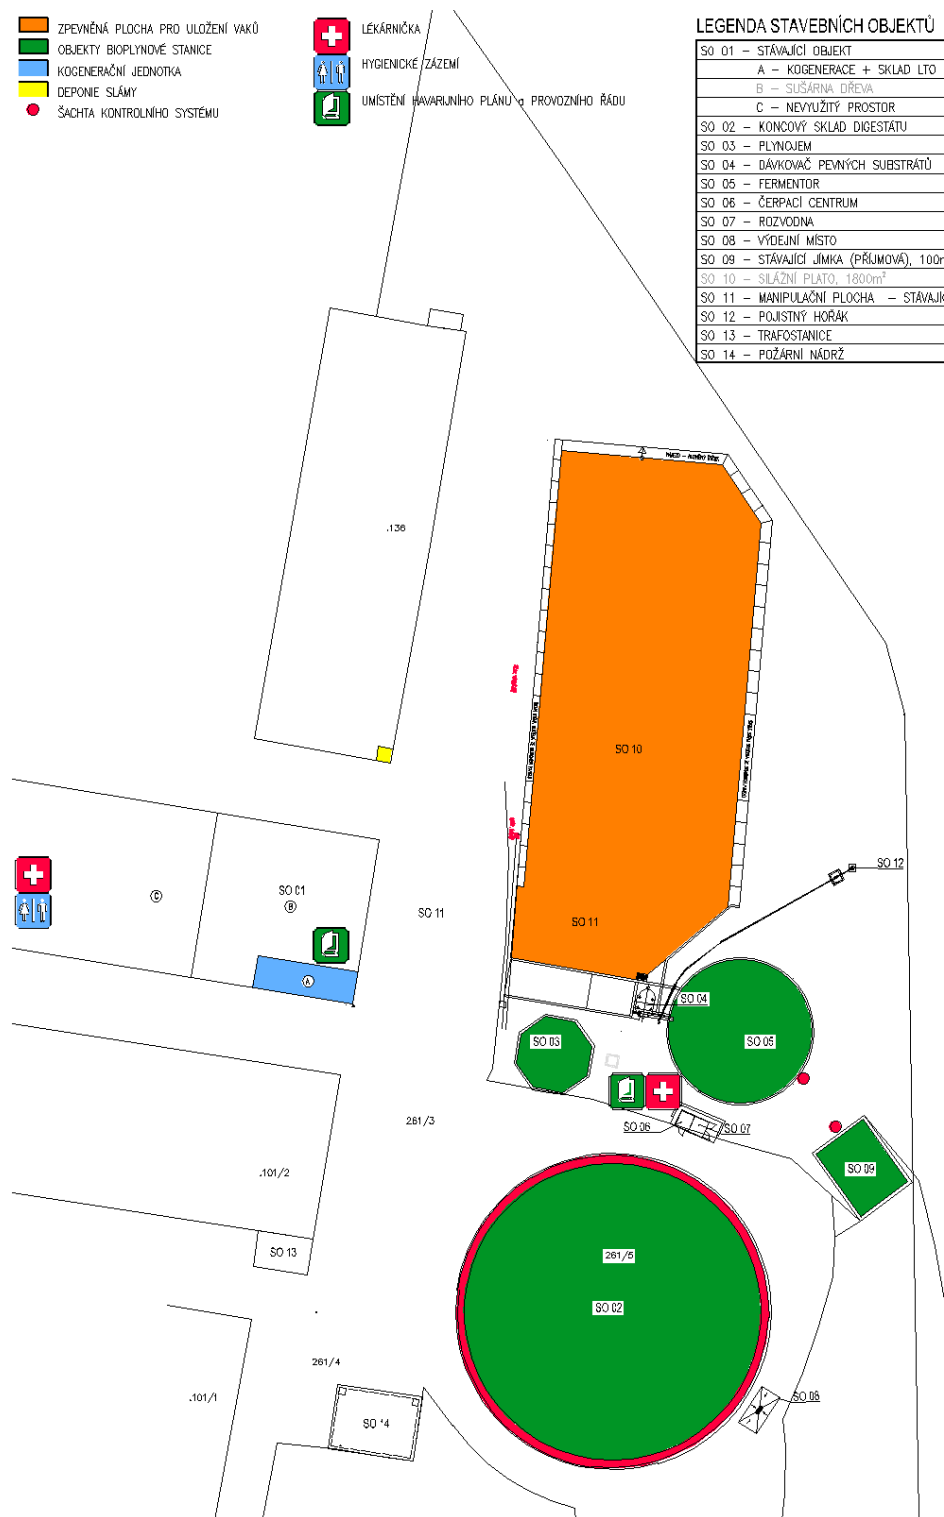 ZPEVNĚNÁ PLOCHA PRO ULOŽENÍ VAKŮ
OBJEKTY BIOPLYNOVÉ STANICE
KOGENERAČNÍ JEDNOTKA
DEPONIE SLÁMY
ŠACHTA KONTROLNÍHO SYSTÉMU
LÉKÁRNIČKA
HYGIENICKÉ ZÁZEMÍ
UMÍSTĚNÍ HAVARIJNÍHO PLÁNU a PROVOZNÍHO ŘÁDU
LEGENDA STAVEBNÍCH OBJEKTŮ
SO 01 – STÁVAJÍCÍ OBJEKT
A – KOGENERACE + SKLAD LTO
B – SUŠÁRNA DŘEVA
C – NEVYUŽITÝ PROSTOR
SO 02 – KONCOVÝ SKLAD DIGESTÁTU
SO 03 – PLYNOJEM
SO 04 – DÁVKOVAČ PEVNÝCH SUBSTRÁTŮ
SO 05 – FERMENTOR
SO 06 – ČERPACÍ CENTRUM
SO 07 – ROZVODNA
SO 08 – VÝDEJNÍ MÍSTO
SO 09 – STÁVAJÍCÍ JÍMKA (PŘÍJMOVÁ), 100m
SO 10 – SILÁŽNÍ PLATO, 1800m²
SO 11 – MANIPULAČNÍ PLOCHA – STÁVAJÍC
SO 12 – POJISTNÝ HOŘÁK
SO 13 – TRAFOSTANICE
SO 14 – POŽÁRNÍ NÁDRŽ
.136
SO 10
SO 12
SO 01
B
C
SO 11
SO 11
A
SO 04
SO 03
SO 05
261/3
SO 06
SO 07
.101/2
SO 09
SO 13
261/5
SO 02
261/4
.101/1
SO 08
SO 14